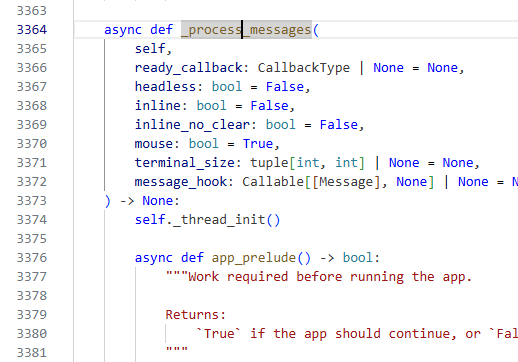 3363
3364 async def _process_messages(
3365 self,
3366 ready_callback: CallbackType | None = None,
3367 headless: bool = False,
3368 inline: bool = False,
3369 inline_no_clear: bool = False,
3370 mouse: bool = True,
3371 terminal_size: tuple[int, int] | None = None,
3372 message_hook: Callable[[Message], None] | None = N
3373 ) -> None:
3374 self._thread_init()
3375
3376 async def app_prelude() -> bool:
3377 """Work required before running the app.
3378
3379 Returns:
3380 `True` if the app should continue, or `Fal
3381 """